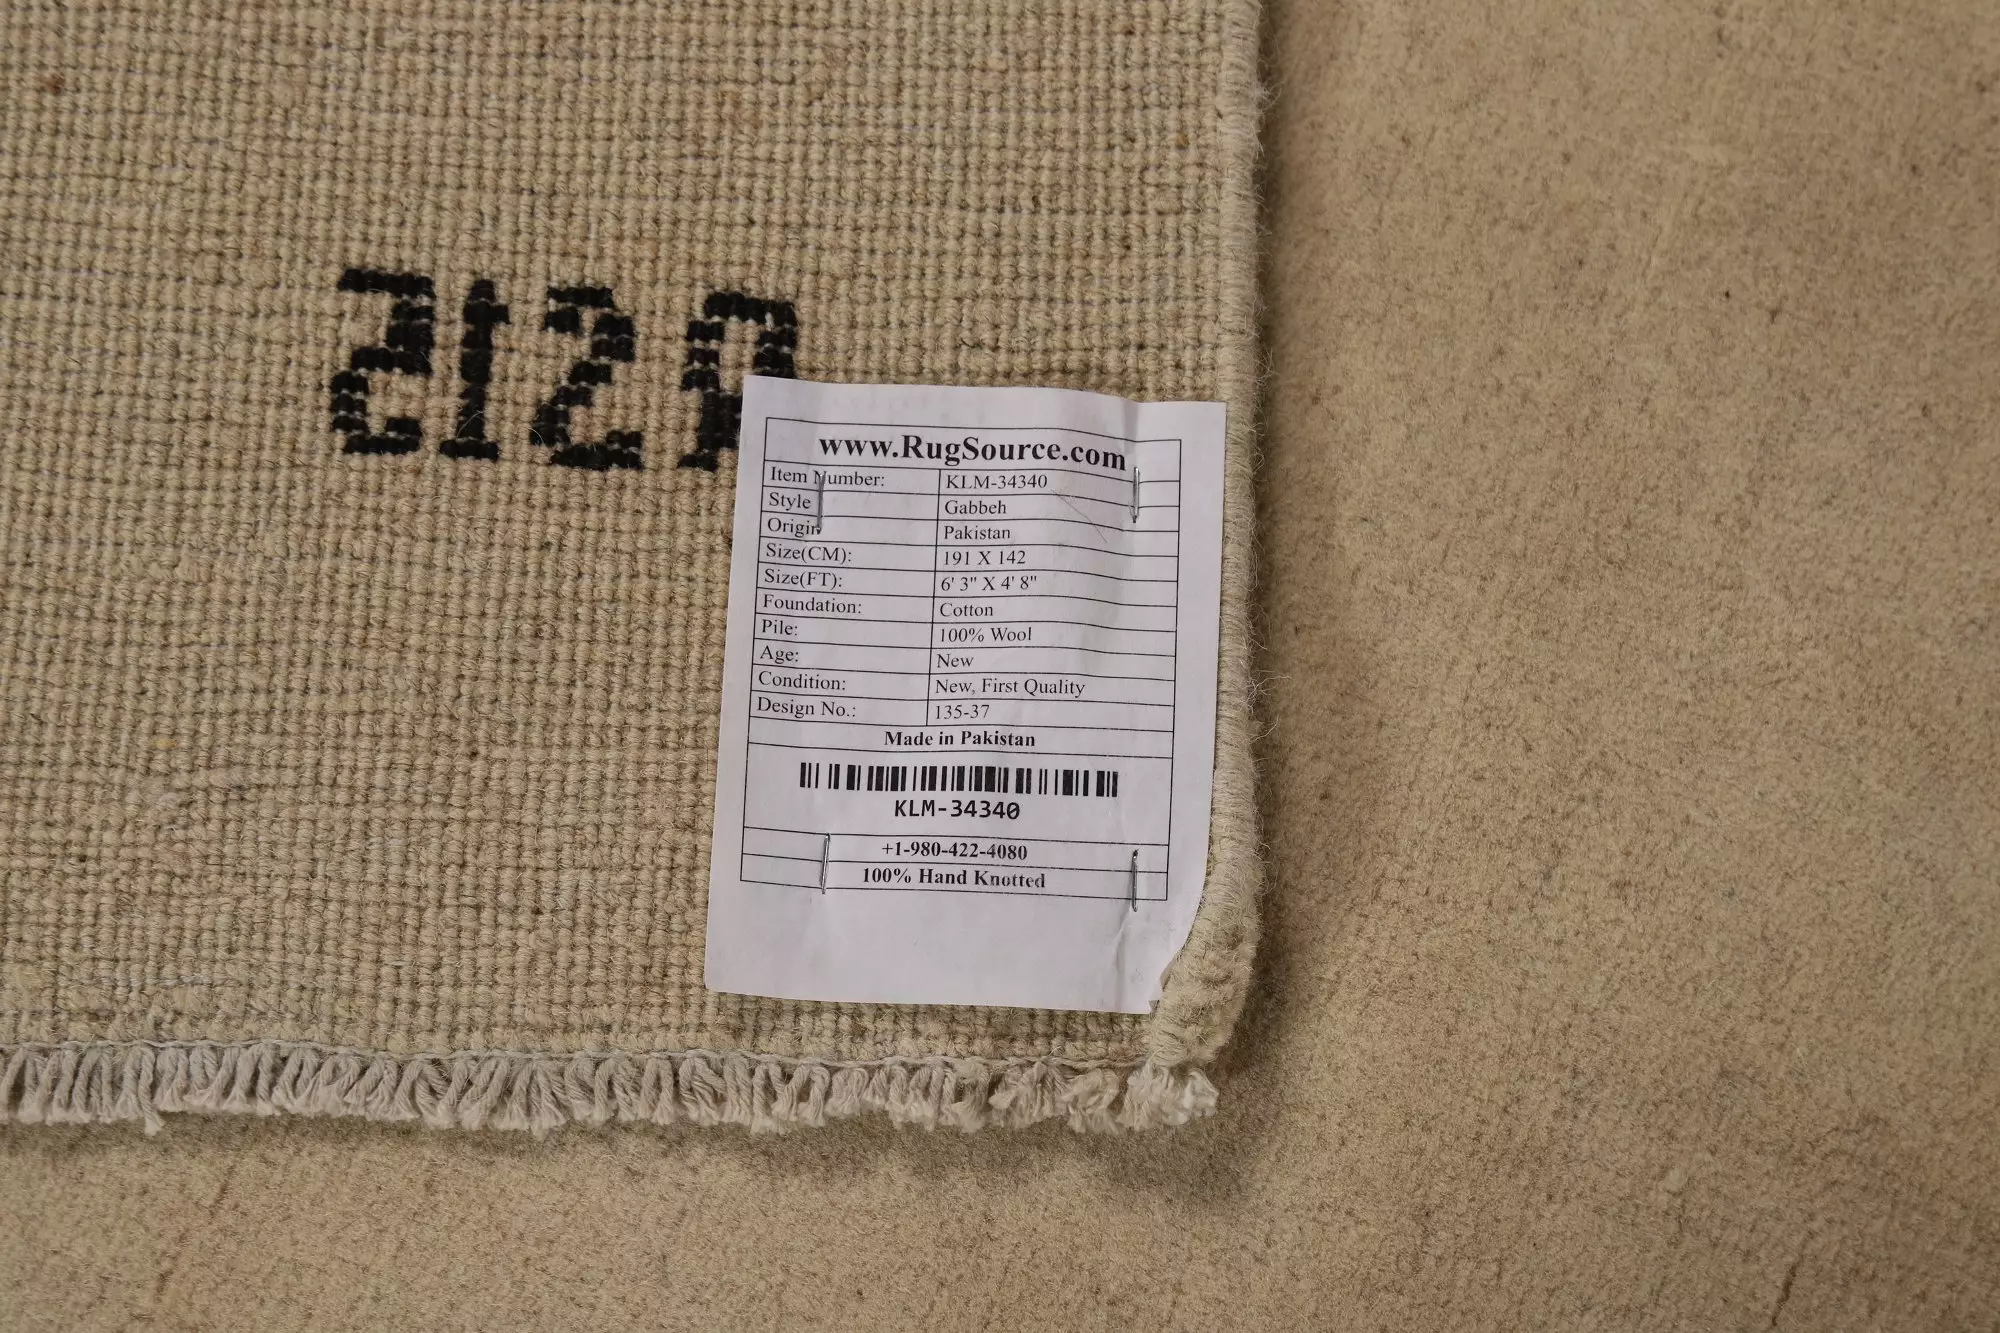 www.RugSource.com
Item Number: KLM-34340
Style Gabbeh
Origin Pakistan
Size(CM): 191 X 142
Size(FT): 6' 3" X 4' 8"
Foundation: Cotton
Pile: 100% Wool
Age: New
Condition: New, First Quality
Design No.: 135-37
Made in Pakistan
KLM-34340
+1-980-422-4080
100% Hand Knotted